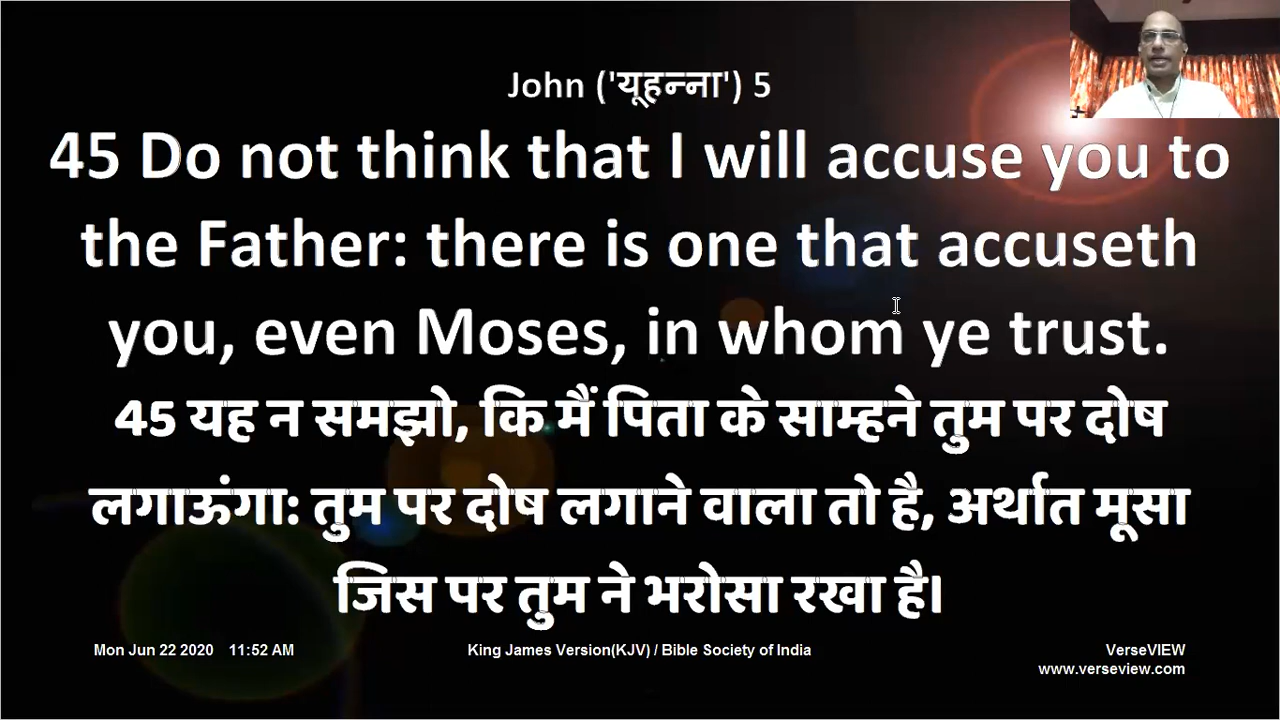 John ('यूहन्ना') 5
45 Do not think that I will accuse you to
the Father: there is one that accuseth
you, even Moses, in whom ye trust.
45 यह न समझो, कि मैं पिता के साम्हने तुम पर दोष
लगाऊंगा: तुम पर दोष लगाने वाला तो है, अर्थात मूसा
जिस पर तुम ने भरोसा रखा है।
Mon Jun 22 2020 11:52 AM King James Version(KJV) / Bible Society of India VerseVIEW
www.verseview.com